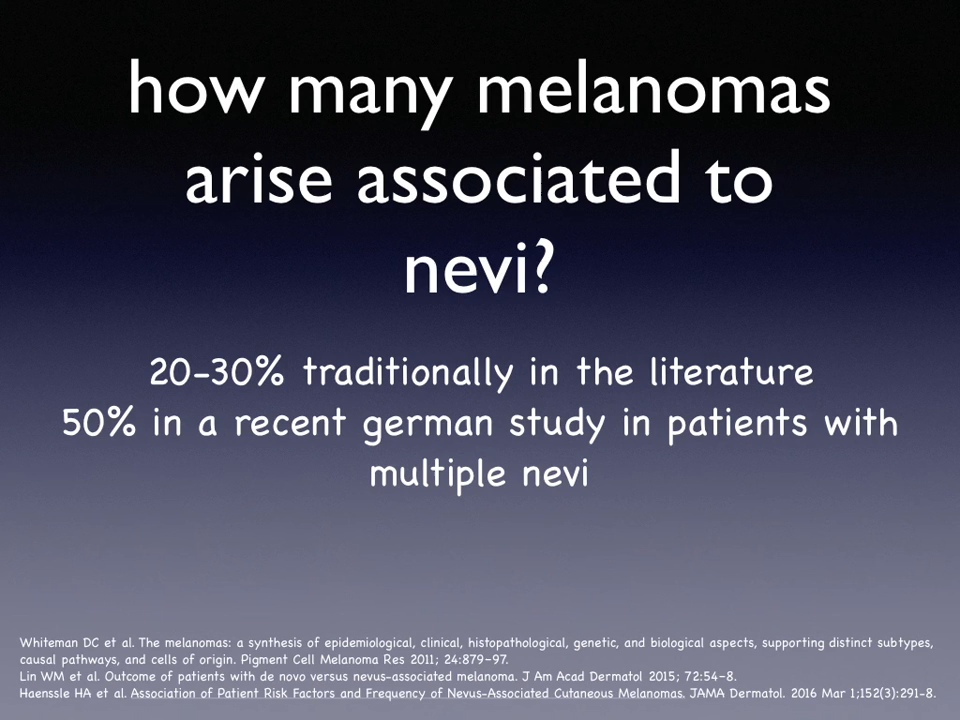 how many melanomas
arise associated to
nevi?
20-30% traditionally in the literature
50% in a recent german study in patients with
multiple nevi
Whiteman DC et al. The melanomas: a synthesis of epidemiological, clinical, histopathological, genetic, and biological aspects, supporting distinct subtypes,
causal pathways, and cells of origin. Pigment Cell Melanoma Res 2011; 24:879–97.
Lin WM et al. Outcome of patients with de novo versus nevus-associated melanoma. J Am Acad Dermatol 2015; 72:54–8.
Haenssle HA et al. Association of Patient Risk Factors and Frequency of Nevus-Associated Cutaneous Melanomas. JAMA Dermatol. 2016 Mar 1;152(3):291-8.